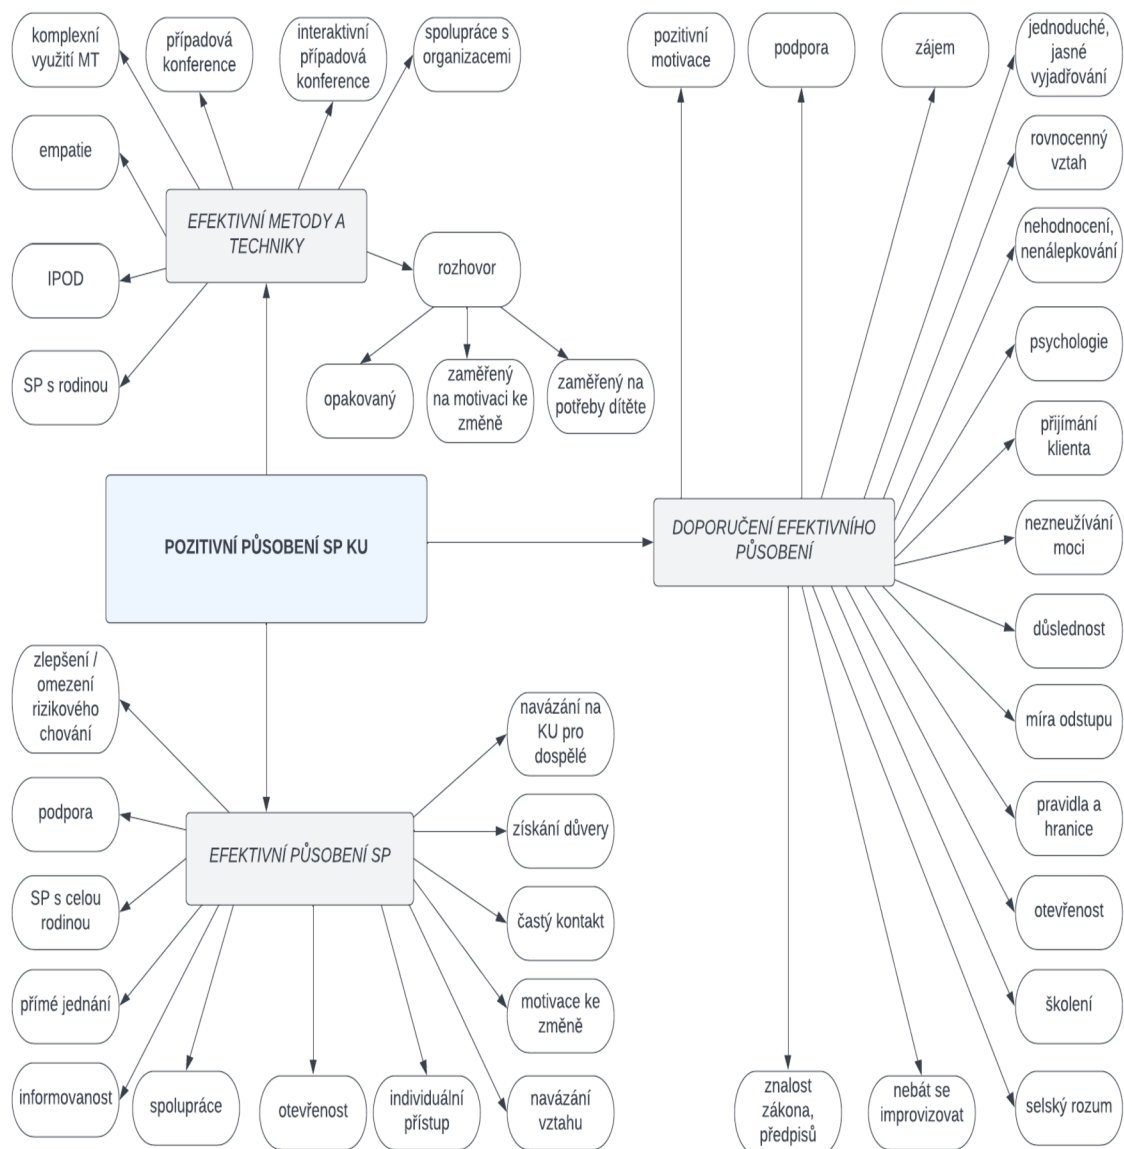 komplexní
využití MT
případová
konference
interaktivní
případová
konference
spolupráce s
organizacemi
empatie
EFEKTIVNÍ METODY A
TECHNIKY
IPOD
rozhovor
SP s rodinou
opakovaný
zaměřený
na motivaci ke
změně
zaměřený na
potřeby dítěte
POZITIVNÍ PŮSOBENÍ SP KU
pozitivní
motivace
podpora
zájem
jednoduché,
jasné
vyjadřování
rovnocenný
vztah
nehodnocení,
nenálepkování
psychologie
přijímání
klienta
DOPORUČENÍ EFEKTIVNÍHO
PŮSOBENÍ
nezneužívání
moci
důslednost
míra odstupu
pravidla a
hranice
otevřenost
školení
selský rozum
nebát se
improvizovat
znalost
zákona,
předpisů
zlepšení /
omezení
rizikového
chování
podpora
EFEKTIVNÍ PŮSOBENÍ SP
SP s celou
rodinou
přímé jednání
informovanost
spolupráce
otevřenost
individuální
přístup
navázání
vztahu
motivace ke
změně
častý kontakt
získání důvery
navázání na
KU pro
dospělé